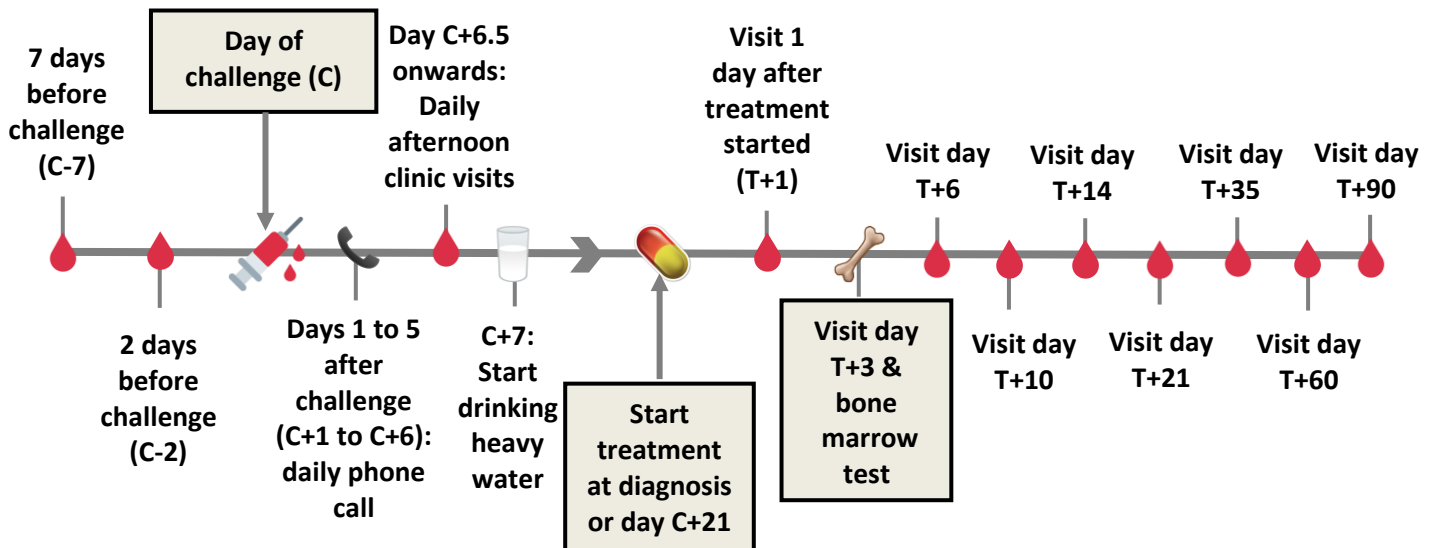 7 days
before
challenge
(C-7)
2 days
before
challenge
(C-2)
Day of
challenge (C)
Days 1 to 5
after
challenge
(C+1 to C+6):
daily phone
call
Day C+6.5
onwards:
Daily
afternoon
clinic visits
C+7:
Start
drinking
heavy
water
Start
treatment
at diagnosis
or day C+21
Visit 1
day after
treatment
started
(T+1)
Visit day
T+3 &
bone
marrow
test
Visit day
T+6
Visit day
T+10
Visit day
T+14
Visit day
T+21
Visit day
T+35
Visit day
T+60
Visit day
T+90